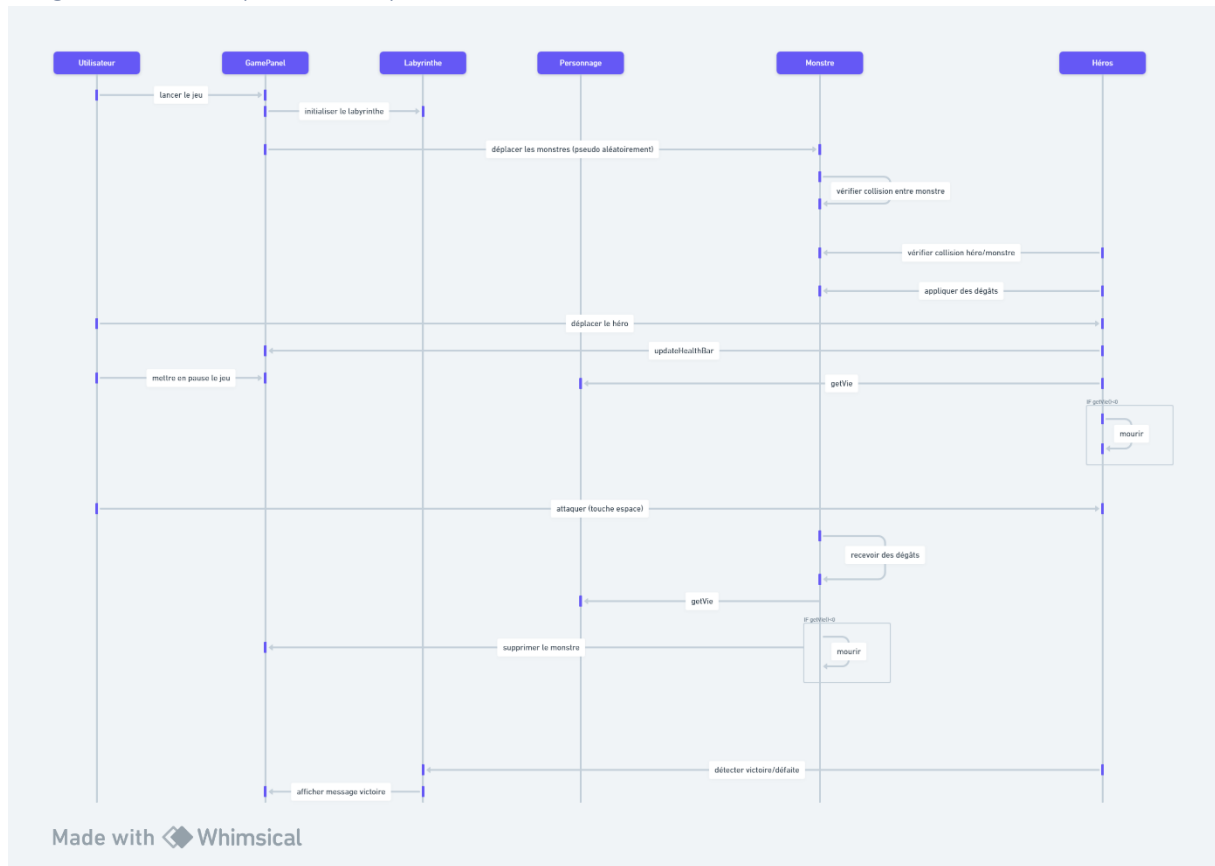 Utilisateur
GamePanel
Labyrinthe
Personnage
Monstre
Héros
lancer le jeu
initialiser le labyrinthe
déplacer les monstres (pseudo aléatoirement)
vérifier collision entre monstre
vérifier collision héro/monstre
appliquer des dégâts
déplacer le héro
updateHealthBar
mettre en pause le jeu
getVie
mourir
attaquer (touche espace)
recevoir des dégâts
getVie
supprimer le monstre
mourir
détecter victoire/défaite
afficher message victoire
Made with Whimsical